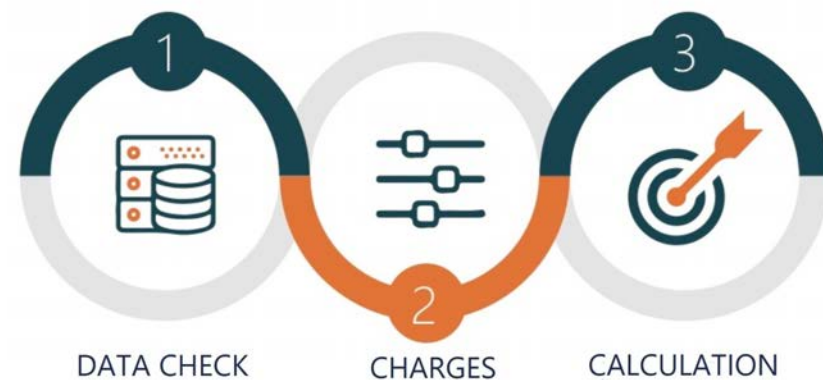 1
3
2
DATA CHECK
CHARGES
CALCULATION